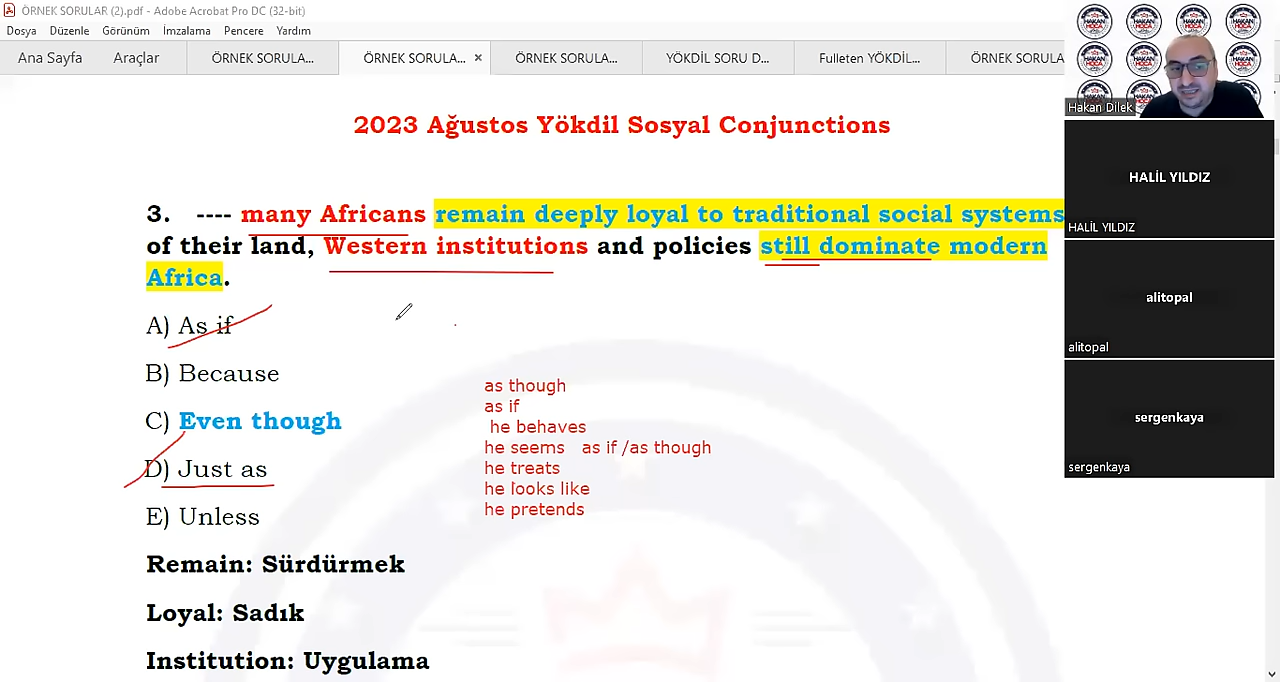 ÖRNEK SORULAR (2).pdf - Adobe Acrobat Pro DC (32-bit)
Dosya Düzenle Görünüm İmzalama Pencere Yardım
Ana Sayfa Araçlar ÖRNEK SORULA... ÖRNEK SORULA... × ÖRNEK SORULA... YÖKDİL SORU D... Fulleten YÖKDİL... ÖRNEK SORULA
Hakan Dilek
2023 Ağustos Yökdil Sosyal Conjunctions
HALİL YILDIZ
HALİL YILDIZ
3. ---- many Africans remain deeply loyal to traditional social systems
of their land, Western institutions and policies still dominate modern
Africa.
A) As if
B) Because
C) Even though
D) Just as
E) Unless
as though
as if
he behaves
he seems as if /as though
he treats
he looks like
he pretends
alitopal
alitopal
sergenkaya
sergenkaya
Remain: Sürdürmek
Loyal: Sadık
Institution: Uygulama